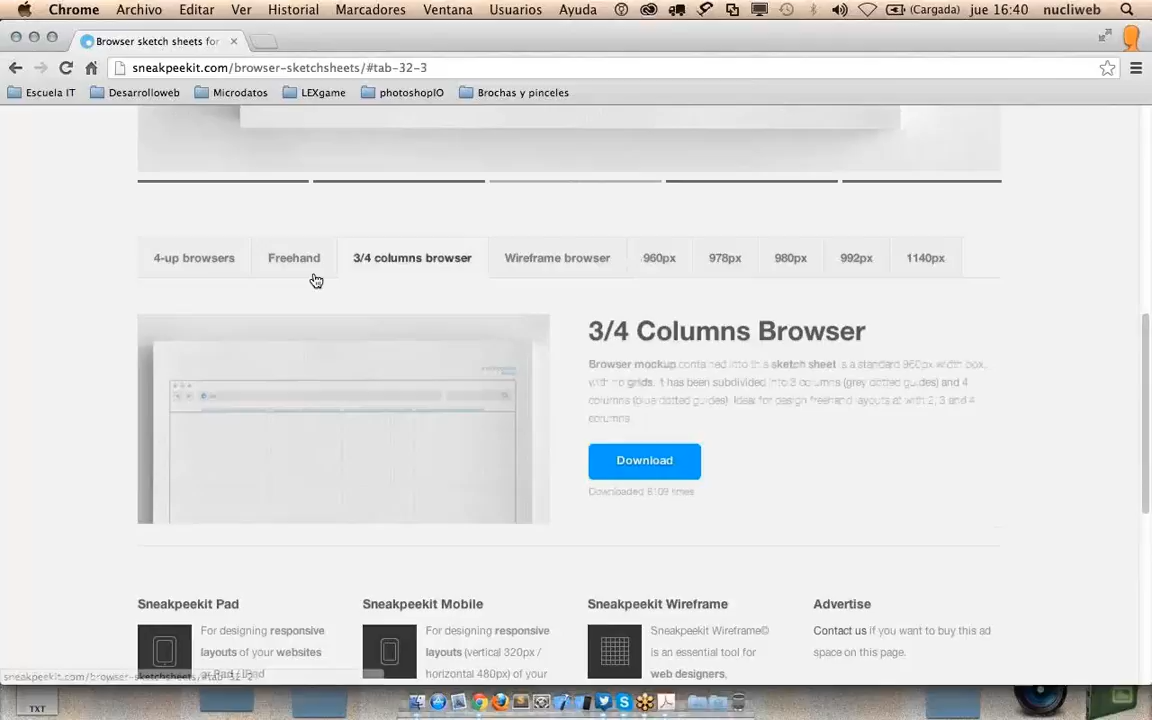 Chrome Archivo Editar Ver Historial Marcadores Ventana Usuarios Ayuda (Cargada) jue 16:40 nucliweb
Browser sketch sheets for
sneakpeekit.com/browser-sketchsheets/#tab-32-3
Escuela IT Desarrolloweb Microdatos LEXgame photoshopIO Brochas y pinceles
4-up browsers Freehand 3/4 columns browser Wireframe browser 960px 978px 980px 992px 1140px
3/4 Columns Browser
Browser mockup contained into this sketch sheet is a standard 960px width box,
with no grids. It has been subdivided into 3 columns (grey dotted guides) and 4
columns (blue dotted guides). Ideal for design freehand layouts at with 2, 3 and 4
columns.
Download
Downloaded 8109 times
Sneakpeekit Pad Sneakpeekit Mobile Sneakpeekit Wireframe Advertise
For designing responsive
layouts of your websites
or Pad / iPad
For designing responsive
layouts (vertical 320px /
horizontal 480px) of your
Sneakpeekit Wireframe©
is an essential tool for
web designers,
Contact us if you want to buy this ad
space on this page.
sneakpeekit.com/browser-sketchsheets/#tab-32-2
TXT